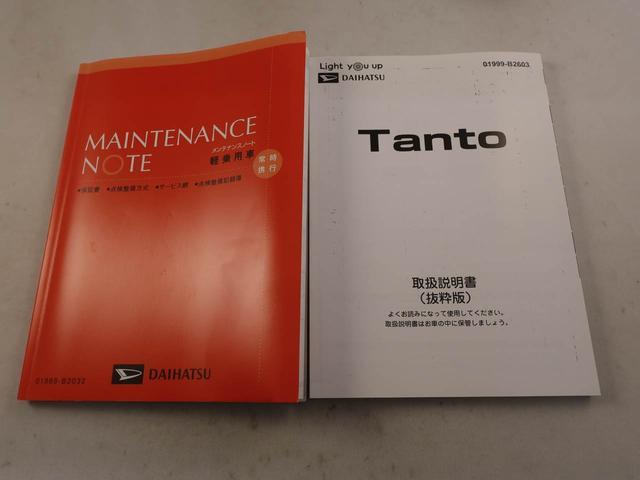 MAINTENANCE
NOTE
メンテナンスノート
軽乗用車
常時
携行
●保証書 ●点検整備方式 ●サービス網 ●点検整備記録簿
DAIHATSU
01999-B2032
Light you up
DAIHATSU
01999-B2603
Tanto
取扱説明書
（抜粋版）
よくお読みになって使用してください。
取扱説明書はお車の中に保管しましょう。